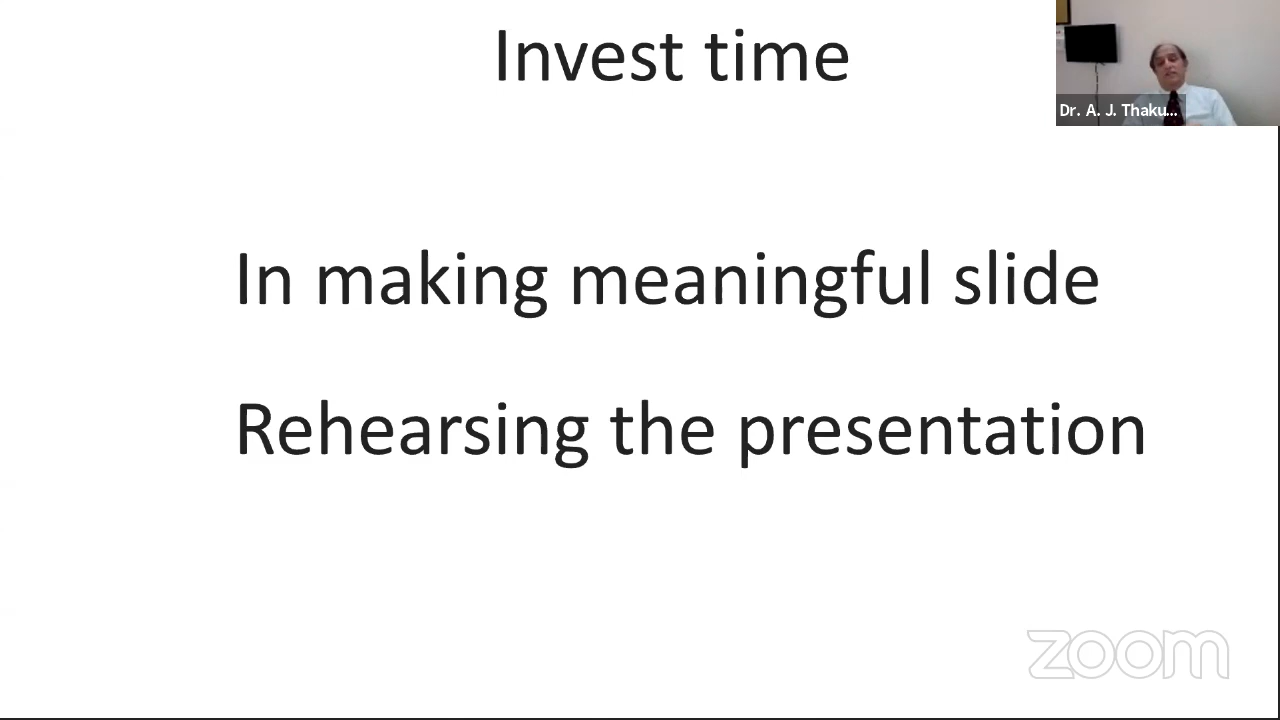 Invest time
Dr. A. J. Thaku...
In making meaningful slide
Rehearsing the presentation
zoom